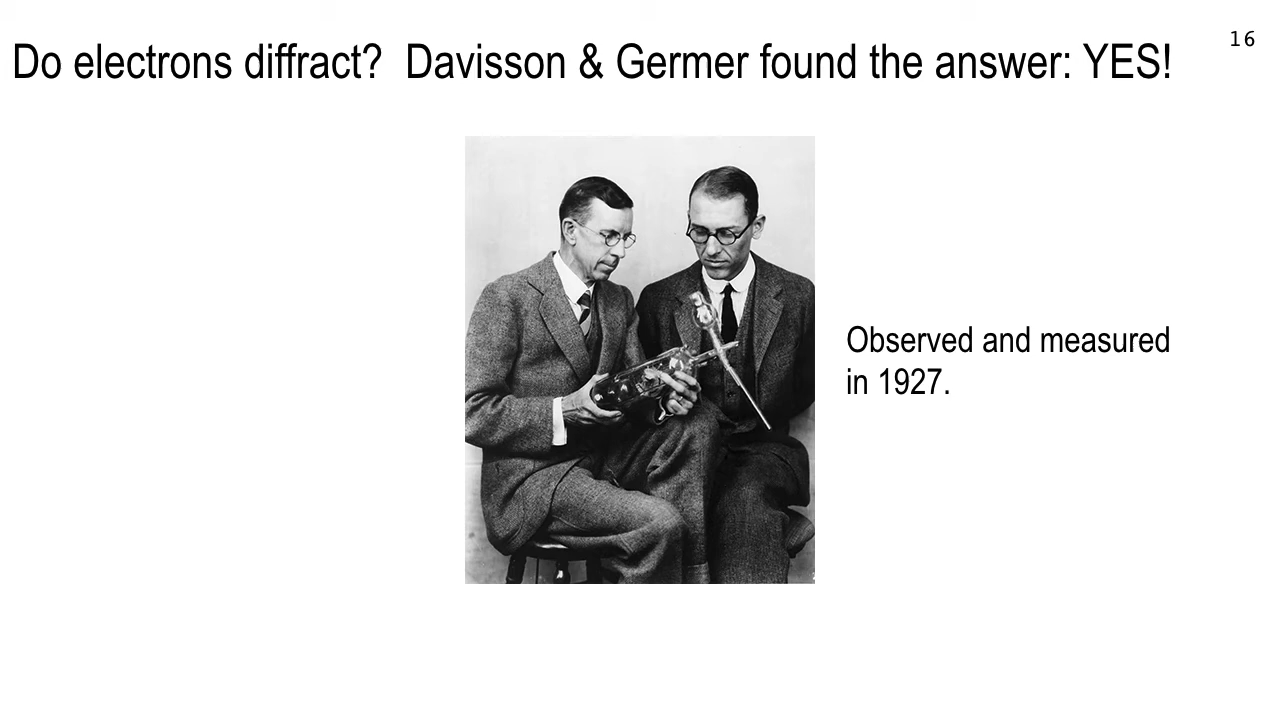 Do electrons diffract?  Davisson & Germer found the answer: YES!
16
Observed and measured
in 1927.